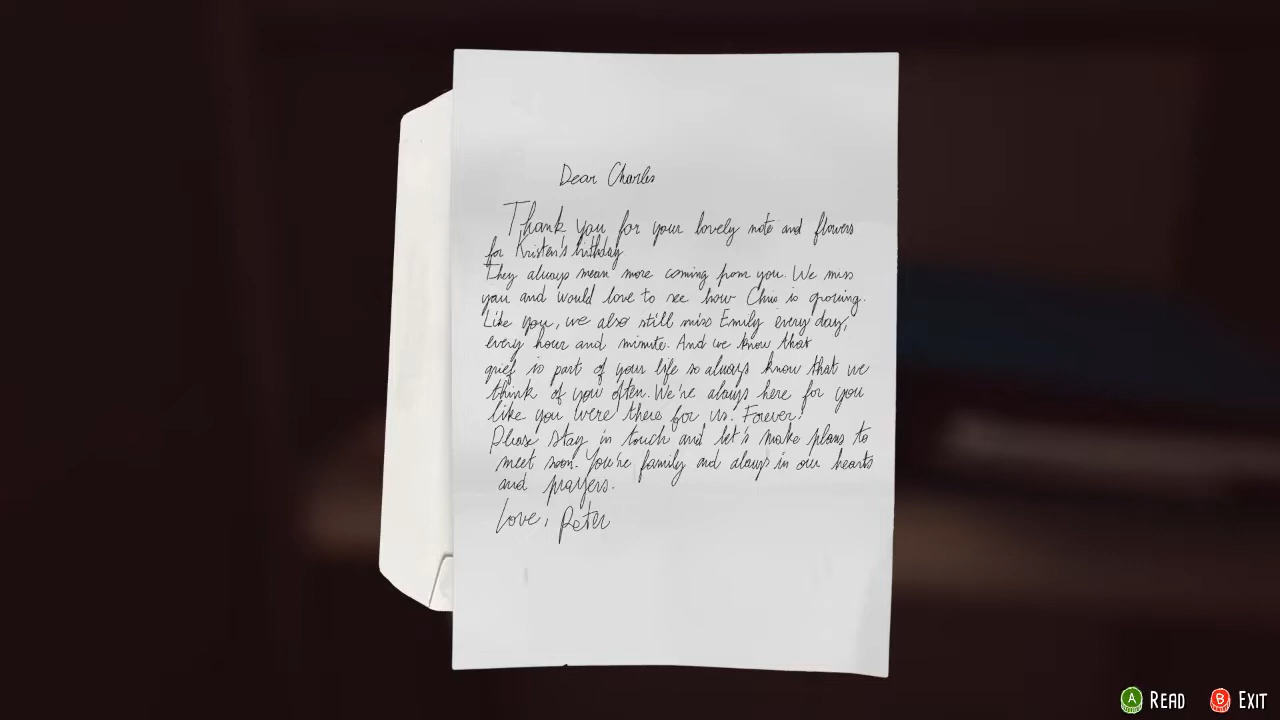 Dear Charles
Thank you for your lovely note and flowers
for Kristen's birthday
They always mean more coming from you. We miss
you and would love to see how Chris is growing.
Like you, we also still miss Emily every day,
every hour and minute. And we know that
grief is part of your life so always know that we
think of you often. We're always here for you
like you were there for us. Forever!
Please stay in touch and let's make plans to
meet soon. You're family and always in our hearts
and prayers.
Love, Peter
A READ B EXIT